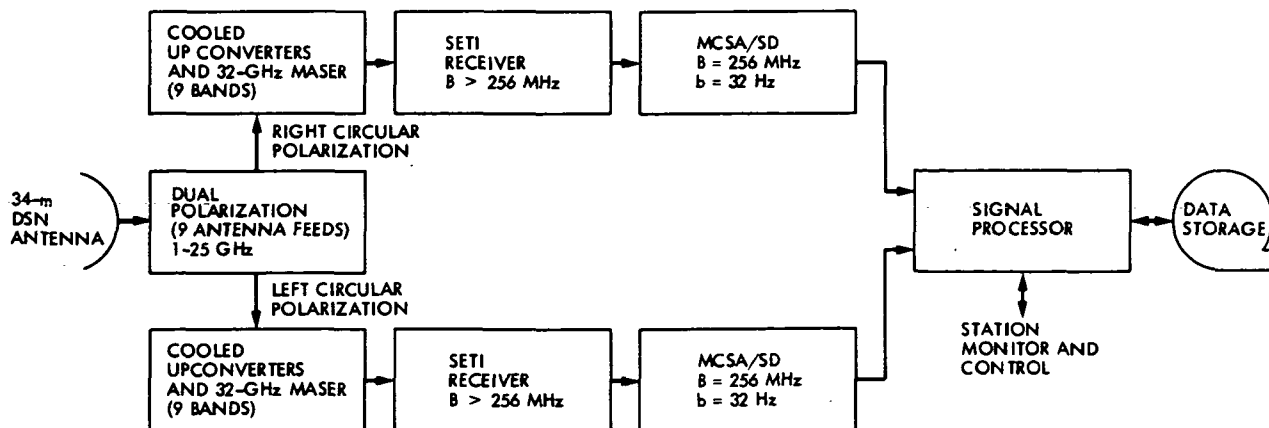 COOLED
UP CONVERTERS
AND 32-GHz MASER
(9 BANDS)
SETI
RECEIVER
B > 256 MHz
MCSA/SD
B = 256 MHz
b = 32 Hz
RIGHT CIRCULAR
POLARIZATION
34-m
DSN
ANTENNA
DUAL
POLARIZATION
(9 ANTENNA FEEDS)
1-25 GHz
SIGNAL
PROCESSOR
DATA
STORAGE
LEFT CIRCULAR
POLARIZATION
STATION
MONITOR AND
CONTROL
COOLED
UPCONVERTERS
AND 32-GHz MASER
(9 BANDS)
SETI
RECEIVER
B > 256 MHz
MCSA/SD
B = 256 MHz
b = 32 Hz